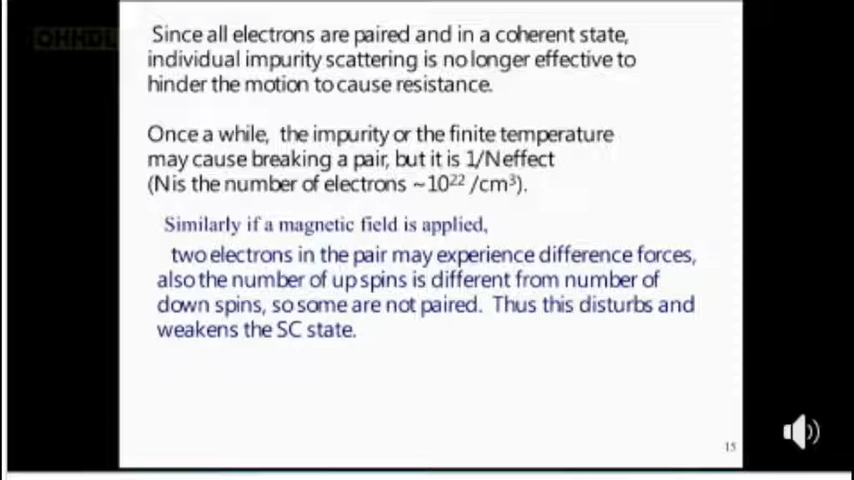 OHHDL
Since all electrons are paired and in a coherent state,
individual impurity scattering is no longer effective to
hinder the motion to cause resistance.
Once a while, the impurity or the finite temperature
may cause breaking a pair, but it is 1/N effect
(N is the number of electrons ~10²² /cm³).
Similarly if a magnetic field is applied,
two electrons in the pair may experience difference forces,
also the number of up spins is different from number of
down spins, so some are not paired. Thus this disturbs and
weakens the SC state.
15